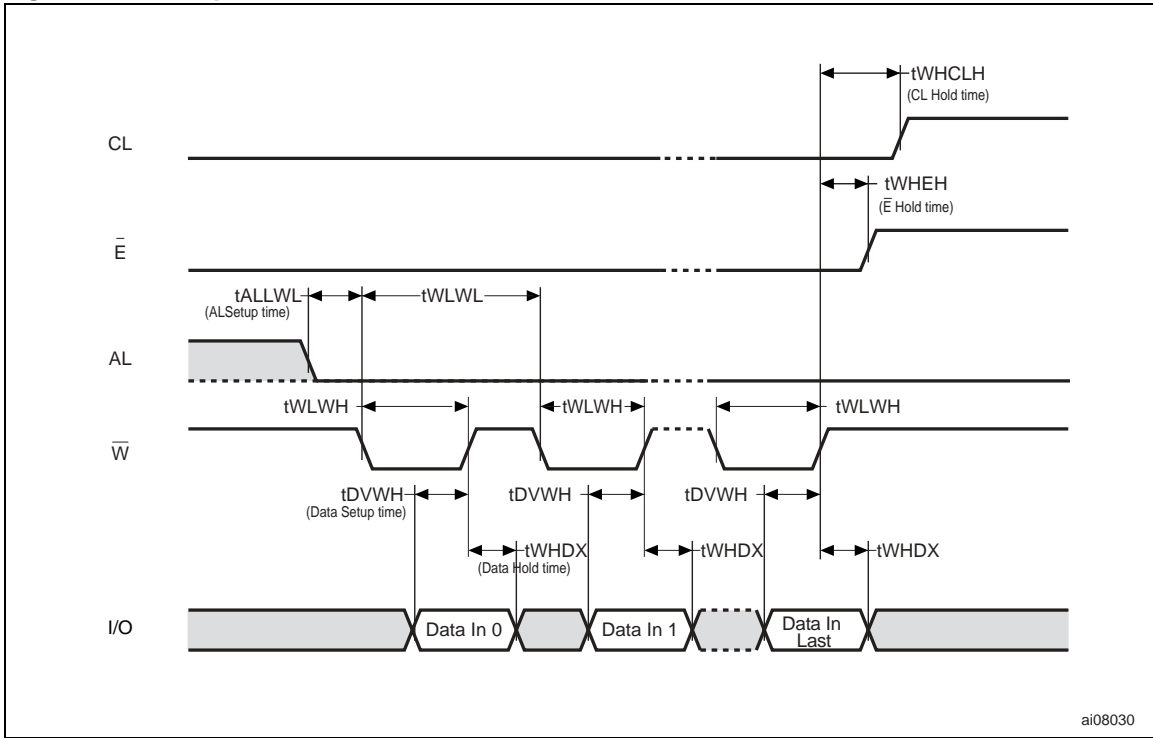 tWHCLH
(CL Hold time)
CL
tWHEH
(E̅ Hold time)
E̅
tALLWL
tWLWL
(ALSetup time)
AL
tWLWH
tWLWH
tWLWH
W̅
tDVWH
tDVWH
tDVWH
(Data Setup time)
tWHDX
tWHDX
tWHDX
(Data Hold time)
I/O
Data In 0
Data In 1
Data In
Last
ai08030